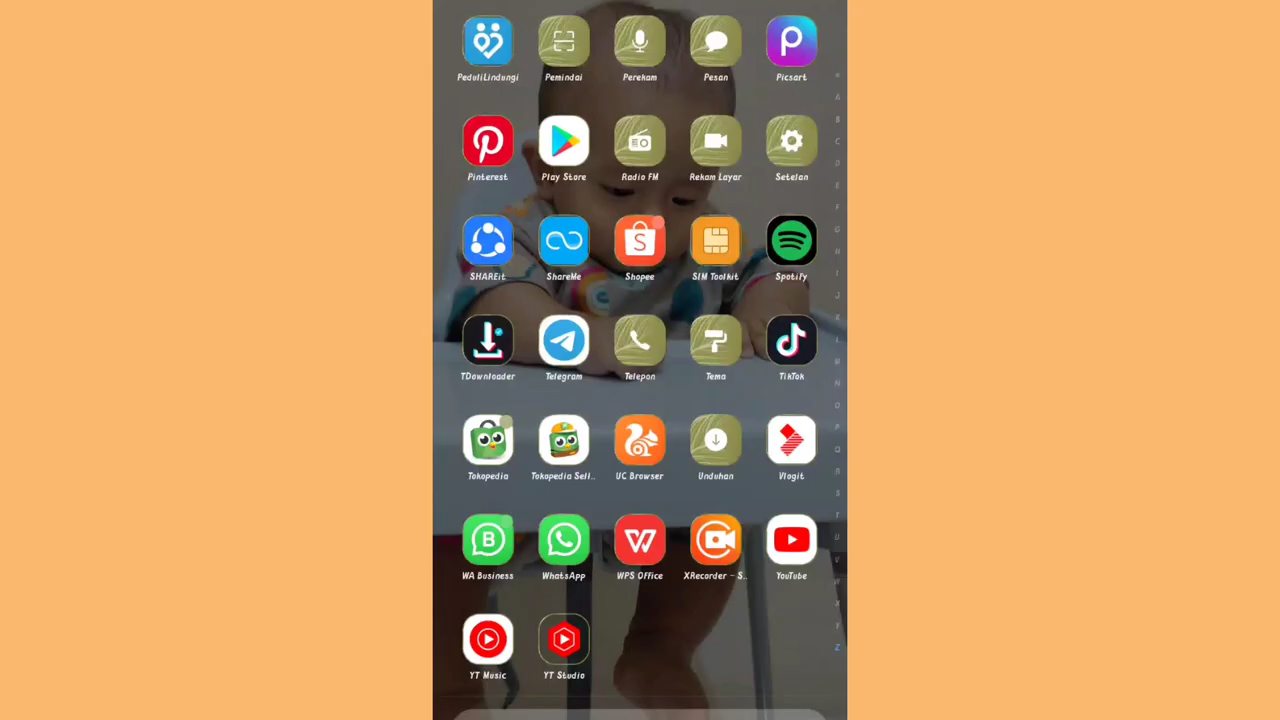 PeduliLindungi Pemindai Perekam Pesan Picsart
Pinterest Play Store Radio FM Rekam Layar Setelan
SHAREit ShareMe Shopee SIM Toolkit Spotify
TDownloader Telegram Telepon Tema TikTok
Tokopedia Tokopedia Sell.. UC Browser Unduhan Vlogit
WA Business WhatsApp WPS Office XRecorder - S.. YouTube
YT Music YT Studio